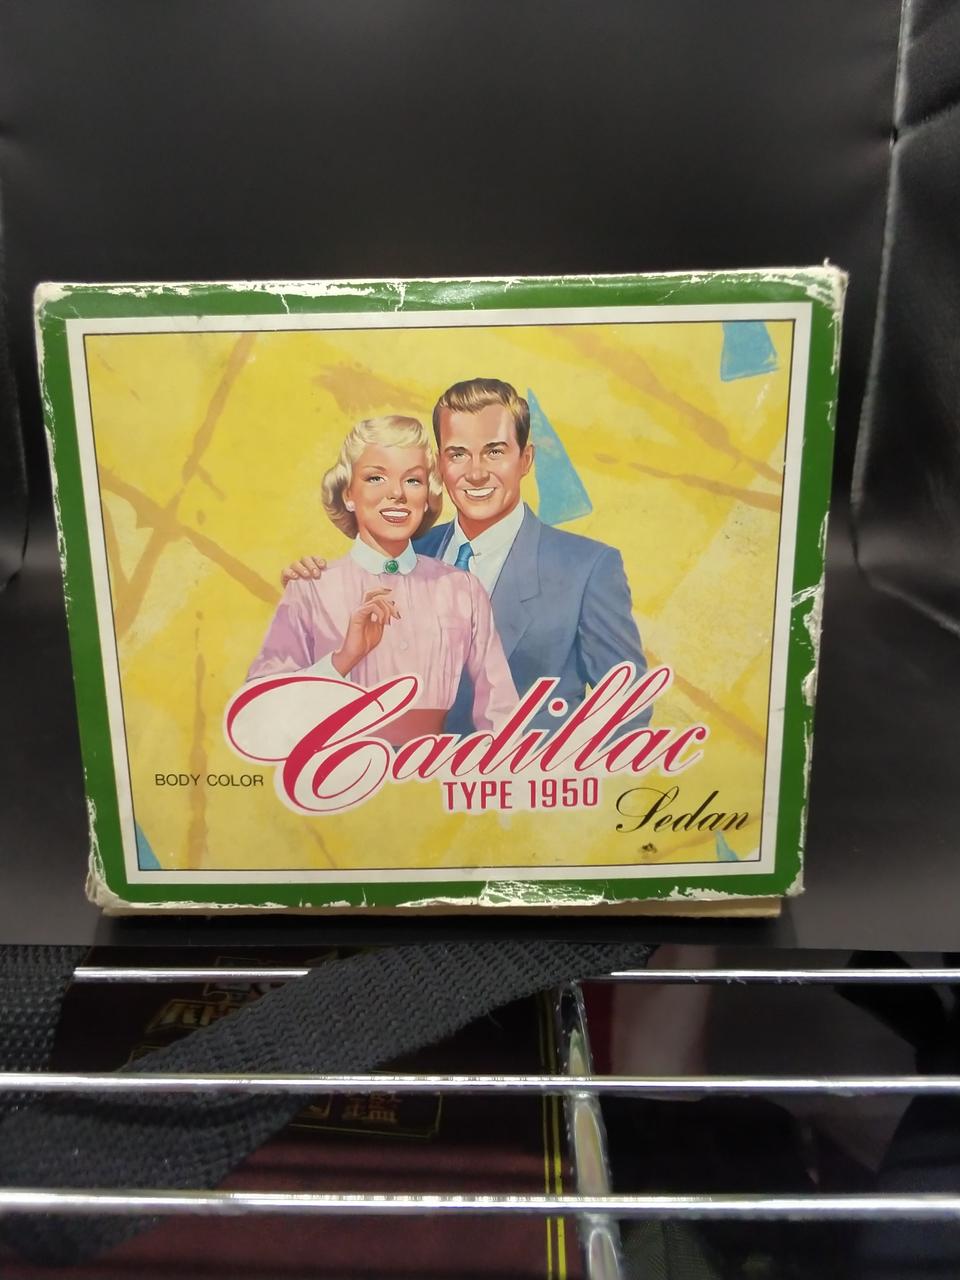 Cadillac
BODY COLOR
TYPE 1950
Sedan